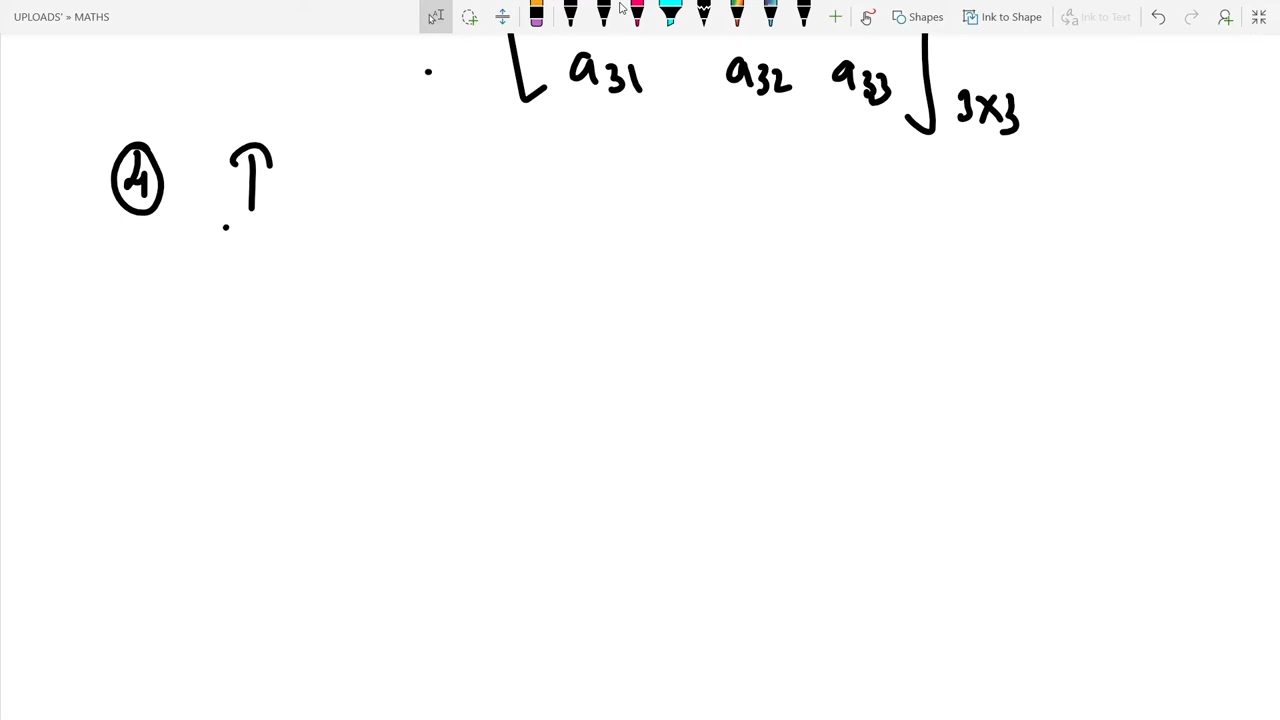 UPLOADS' » MATHS Shapes Ink to Shape Ink to Text
a31 a32 a33 3x3
4